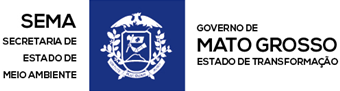 SEMA
SECRETARIA DE
ESTADO DE
MEIO AMBIENTE
GOVERNO DE
MATO GROSSO
ESTADO DE TRANSFORMAÇÃO